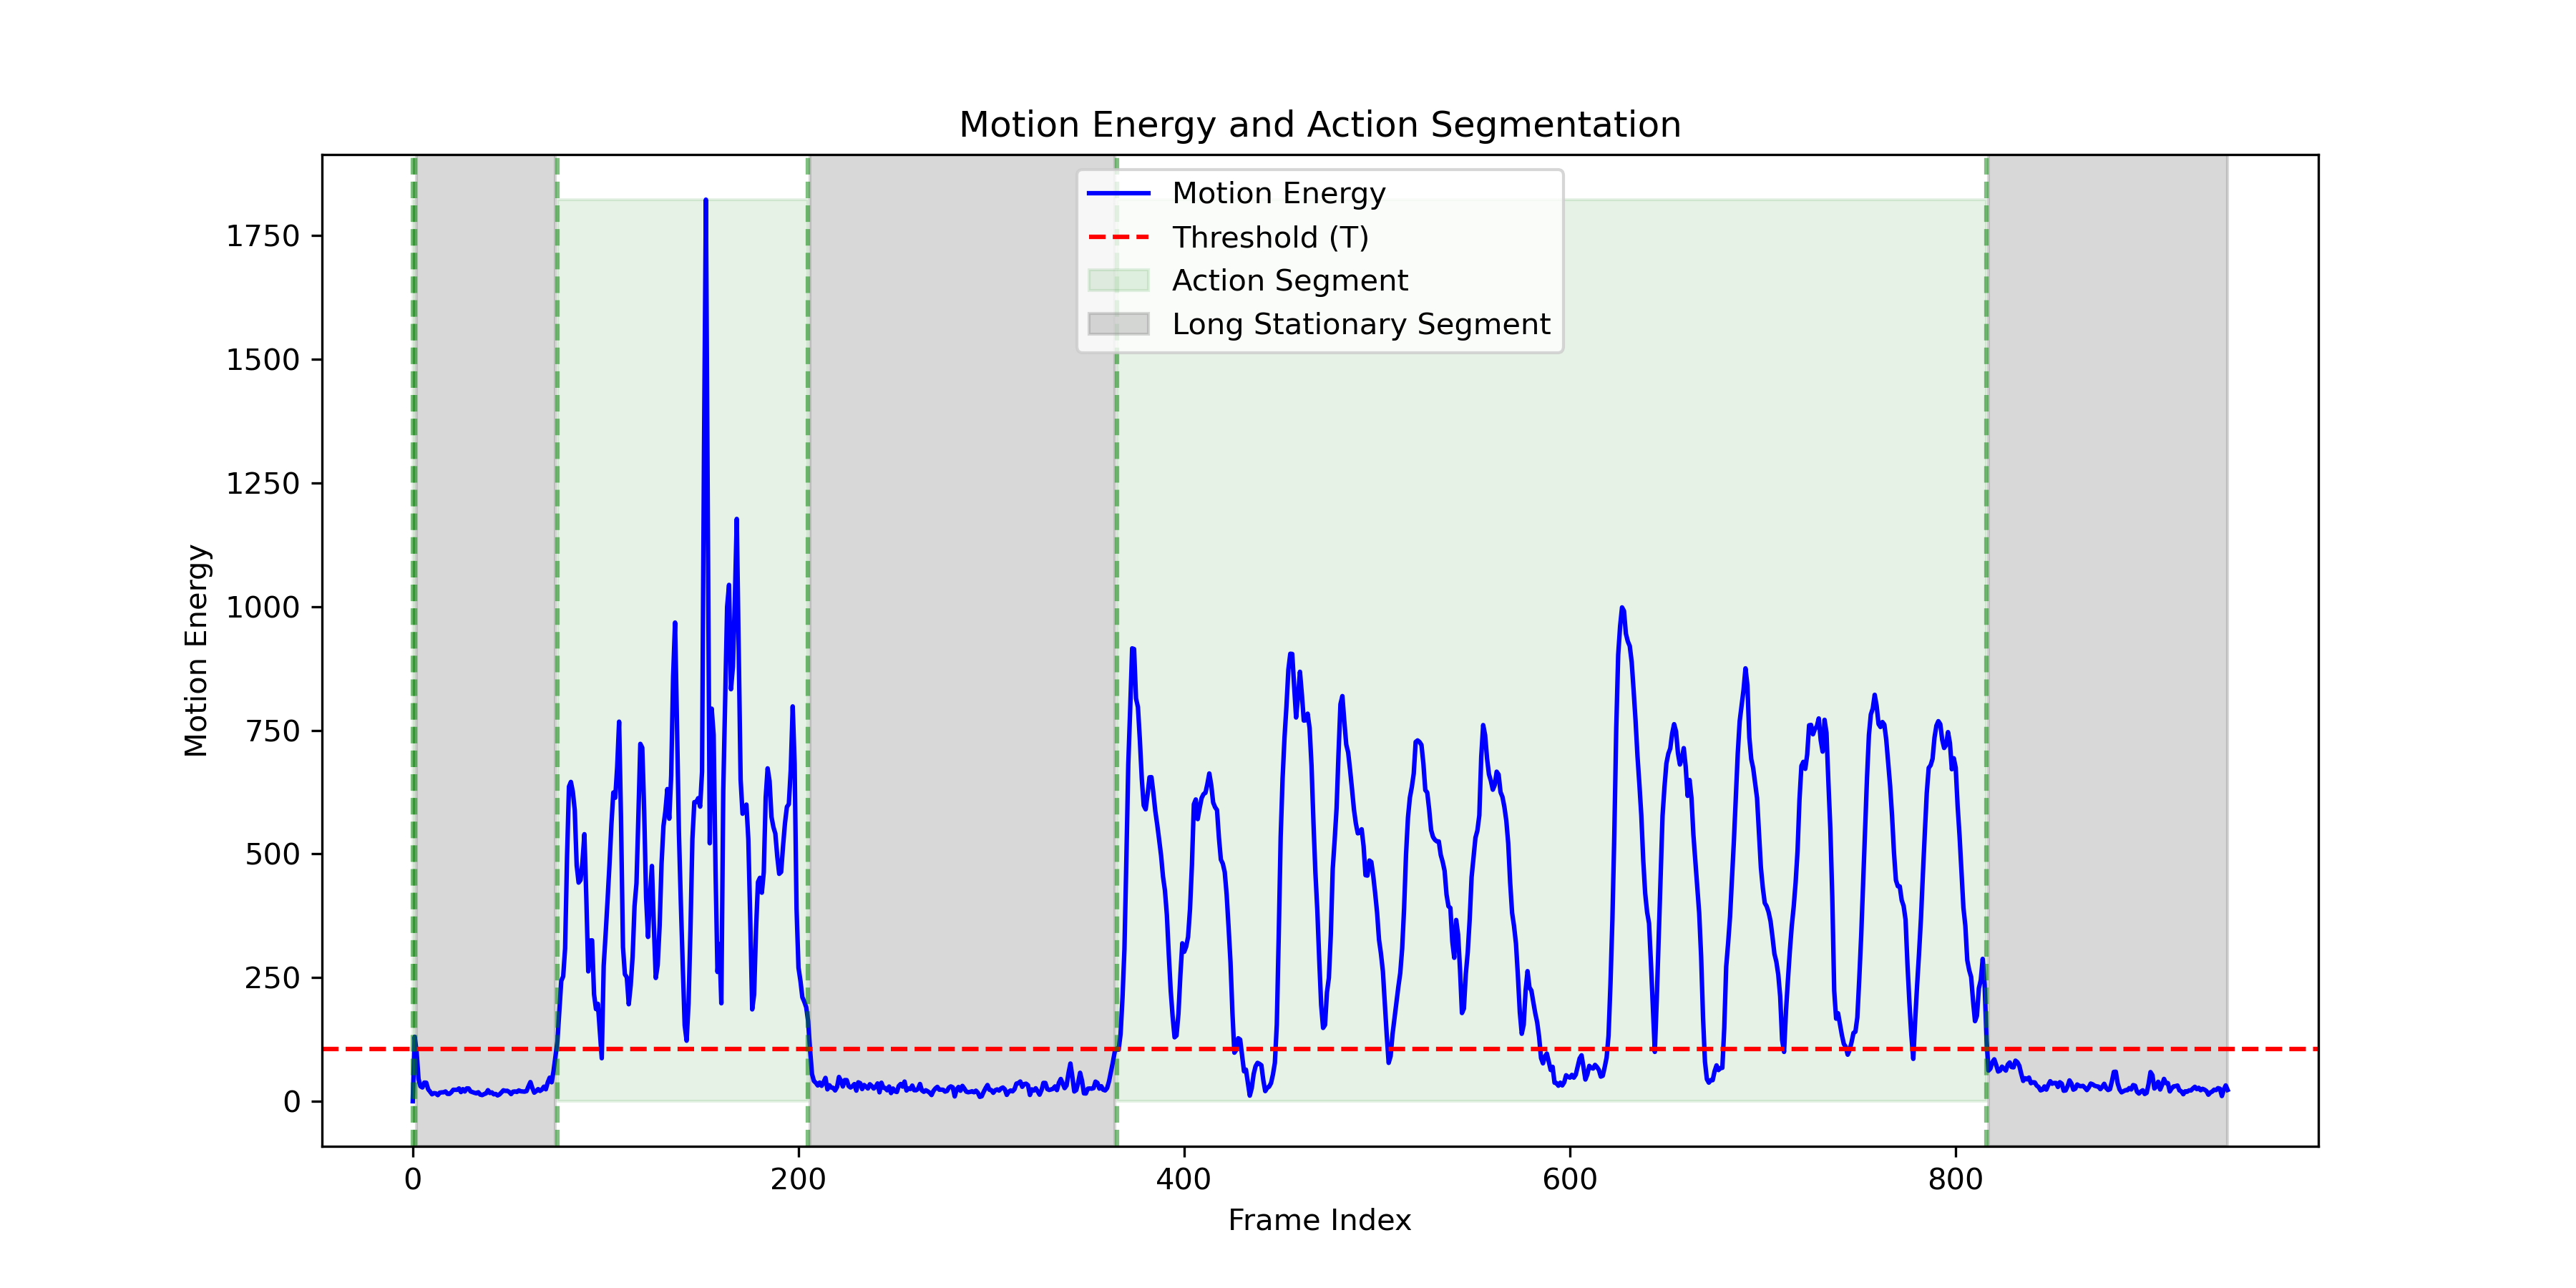 Motion Energy and Action Segmentation
Motion Energy
Threshold (T)
Action Segment
Long Stationary Segment
Motion Energy
1750
1500
1250
1000
750
500
250
0
0 200 400 600 800
Frame Index